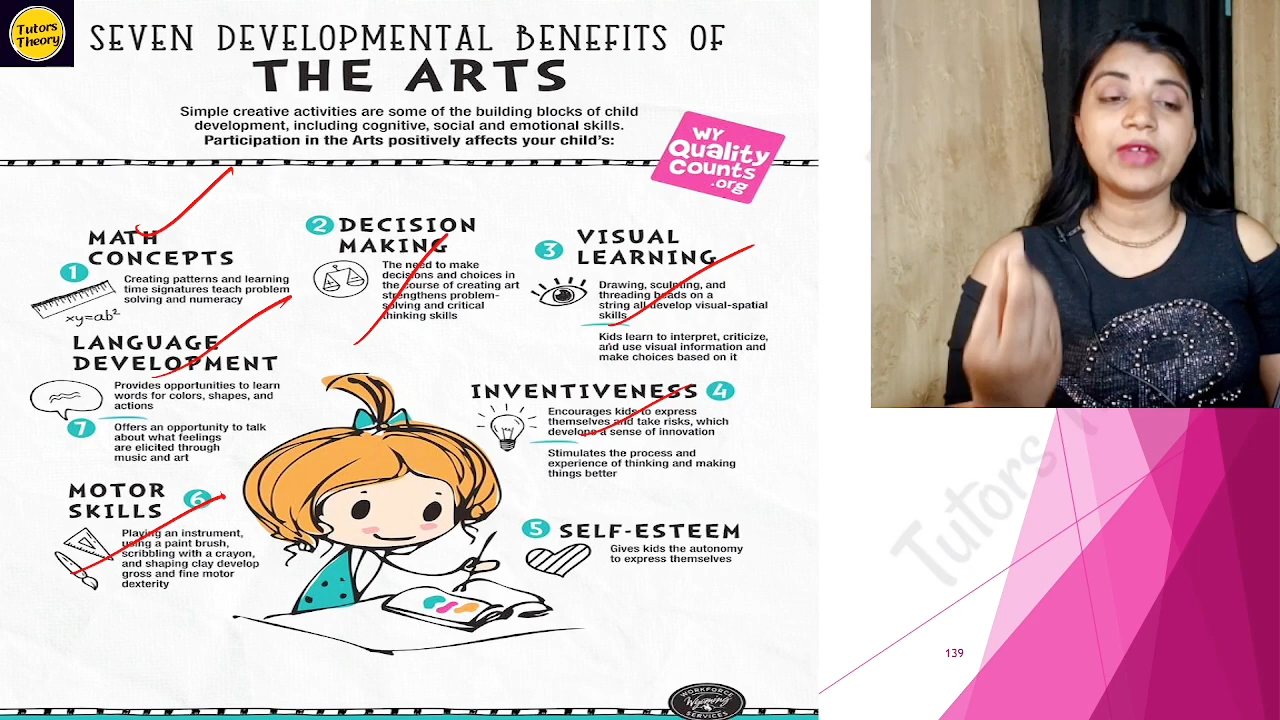 Tutors
Theory
SEVEN DEVELOPMENTAL BENEFITS OF
THE ARTS
Simple creative activities are some of the building blocks of child
development, including cognitive, social and emotional skills.
Participation in the Arts positively affects your child's:
WY
Quality
Counts
.org
MATH
CONCEPTS
1
Creating patterns and learning
time signatures teach problem
solving and numeracy
xy=ab²
2 DECISION
MAKING
The need to make
decisions and choices in
the course of creating art
strengthens problem-
solving and critical
thinking skills
3 VISUAL
LEARNING
Drawing, sculpting, and
threading beads on a
string all develop visual-spatial
skills
Kids learn to interpret, criticize,
and use visual information and
make choices based on it
INVENTIVENESS 4
Encourages kids to express
themselves and take risks, which
develops a sense of innovation
Stimulates the process and
experience of thinking and making
things better
5 SELF-ESTEEM
Gives kids the autonomy
to express themselves
MOTOR 6
SKILLS
Playing an instrument,
using a paint brush,
scribbling with a crayon,
and shaping clay develop
gross and fine motor
dexterity
LANGUAGE
DEVELOPMENT
Provides opportunities to learn
words for colors, shapes, and
actions
7
Offers an opportunity to talk
about what feelings
are elicited through
music and art
WORKFORCE
Wyoming
SERVICES
Tutors
139